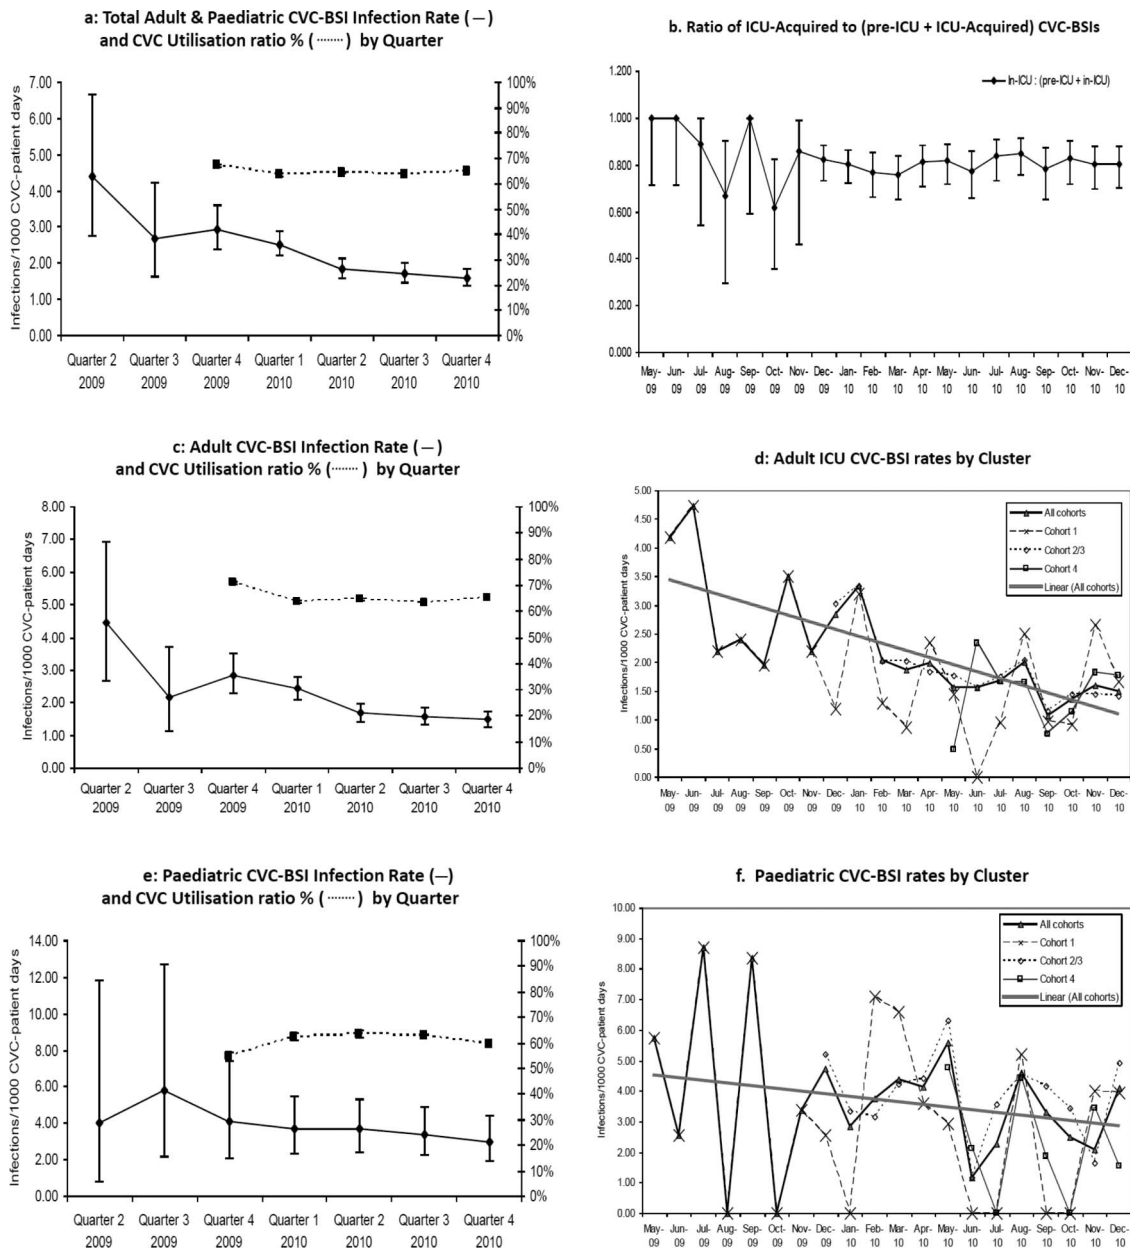 a: Total Adult & Paediatric CVC-BSI Infection Rate (—)
and CVC Utilisation ratio % (········) by Quarter
Infections/1000 CVC-patient days
7.00
6.00
5.00
4.00
3.00
2.00
1.00
0.00
100%
90%
80%
70%
60%
50%
40%
30%
20%
10%
0%
Quarter 2 Quarter 3 Quarter 4 Quarter 1 Quarter 2 Quarter 3 Quarter 4
2009 2009 2009 2010 2010 2010 2010
b. Ratio of ICU-Acquired to (pre-ICU + ICU-Acquired) CVC-BSIs
In-ICU : (pre-ICU + in-ICU)
1.200
1.000
0.800
0.600
0.400
0.200
0.000
May- Jun- Jul- Aug- Sep- Oct- Nov- Dec- Jan- Feb- Mar- Apr- May- Jun- Jul- Aug- Sep- Oct- Nov- Dec-
09 09 09 09 09 09 09 09 10 10 10 10 10 10 10 10 10 10 10 10
c: Adult CVC-BSI Infection Rate (—)
and CVC Utilisation ratio % (········ ) by Quarter
Infections/1000 CVC-patient days
8.00
7.00
6.00
5.00
4.00
3.00
2.00
1.00
0.00
100%
90%
80%
70%
60%
50%
40%
30%
20%
10%
0%
Quarter 2 Quarter 3 Quarter 4 Quarter 1 Quarter 2 Quarter 3 Quarter 4
2009 2009 2009 2010 2010 2010 2010
d: Adult ICU CVC-BSI rates by Cluster
Infections/1000 CVC-patient days
5.00
4.50
4.00
3.50
3.00
2.50
2.00
1.50
1.00
0.50
0.00
All cohorts
Cohort 1
Cohort 2/3
Cohort 4
Linear (All cohorts)
May- Jun- Jul- Aug- Sep- Oct- Nov- Dec- Jan- Feb- Mar- Apr- May- Jun- Jul- Aug- Sep- Oct- Nov- Dec-
09 09 09 09 09 09 09 09 10 10 10 10 10 10 10 10 10 10 10 10
e: Paediatric CVC-BSI Infection Rate (—)
and CVC Utilisation ratio % ( ········ ) by Quarter
Infections/1000 CVC-patient days
14.00
12.00
10.00
8.00
6.00
4.00
2.00
0.00
100%
90%
80%
70%
60%
50%
40%
30%
20%
10%
0%
Quarter 2 Quarter 3 Quarter 4 Quarter 1 Quarter 2 Quarter 3 Quarter 4
2009 2009 2009 2010 2010 2010 2010
f. Paediatric CVC-BSI rates by Cluster
Infections/1000 CVC-patient days
10.00
9.00
8.00
7.00
6.00
5.00
4.00
3.00
2.00
1.00
0.00
All cohorts
Cohort 1
Cohort 2/3
Cohort 4
Linear (All cohorts)
May- Jun- Jul- Aug- Sep- Oct- Nov- Dec- Jan- Feb- Mar- Apr- May- Jun- Jul- Aug- Sep- Oct- Nov- Dec-
09 09 09 09 09 09 09 09 10 10 10 10 10 10 10 10 10 10 10 10